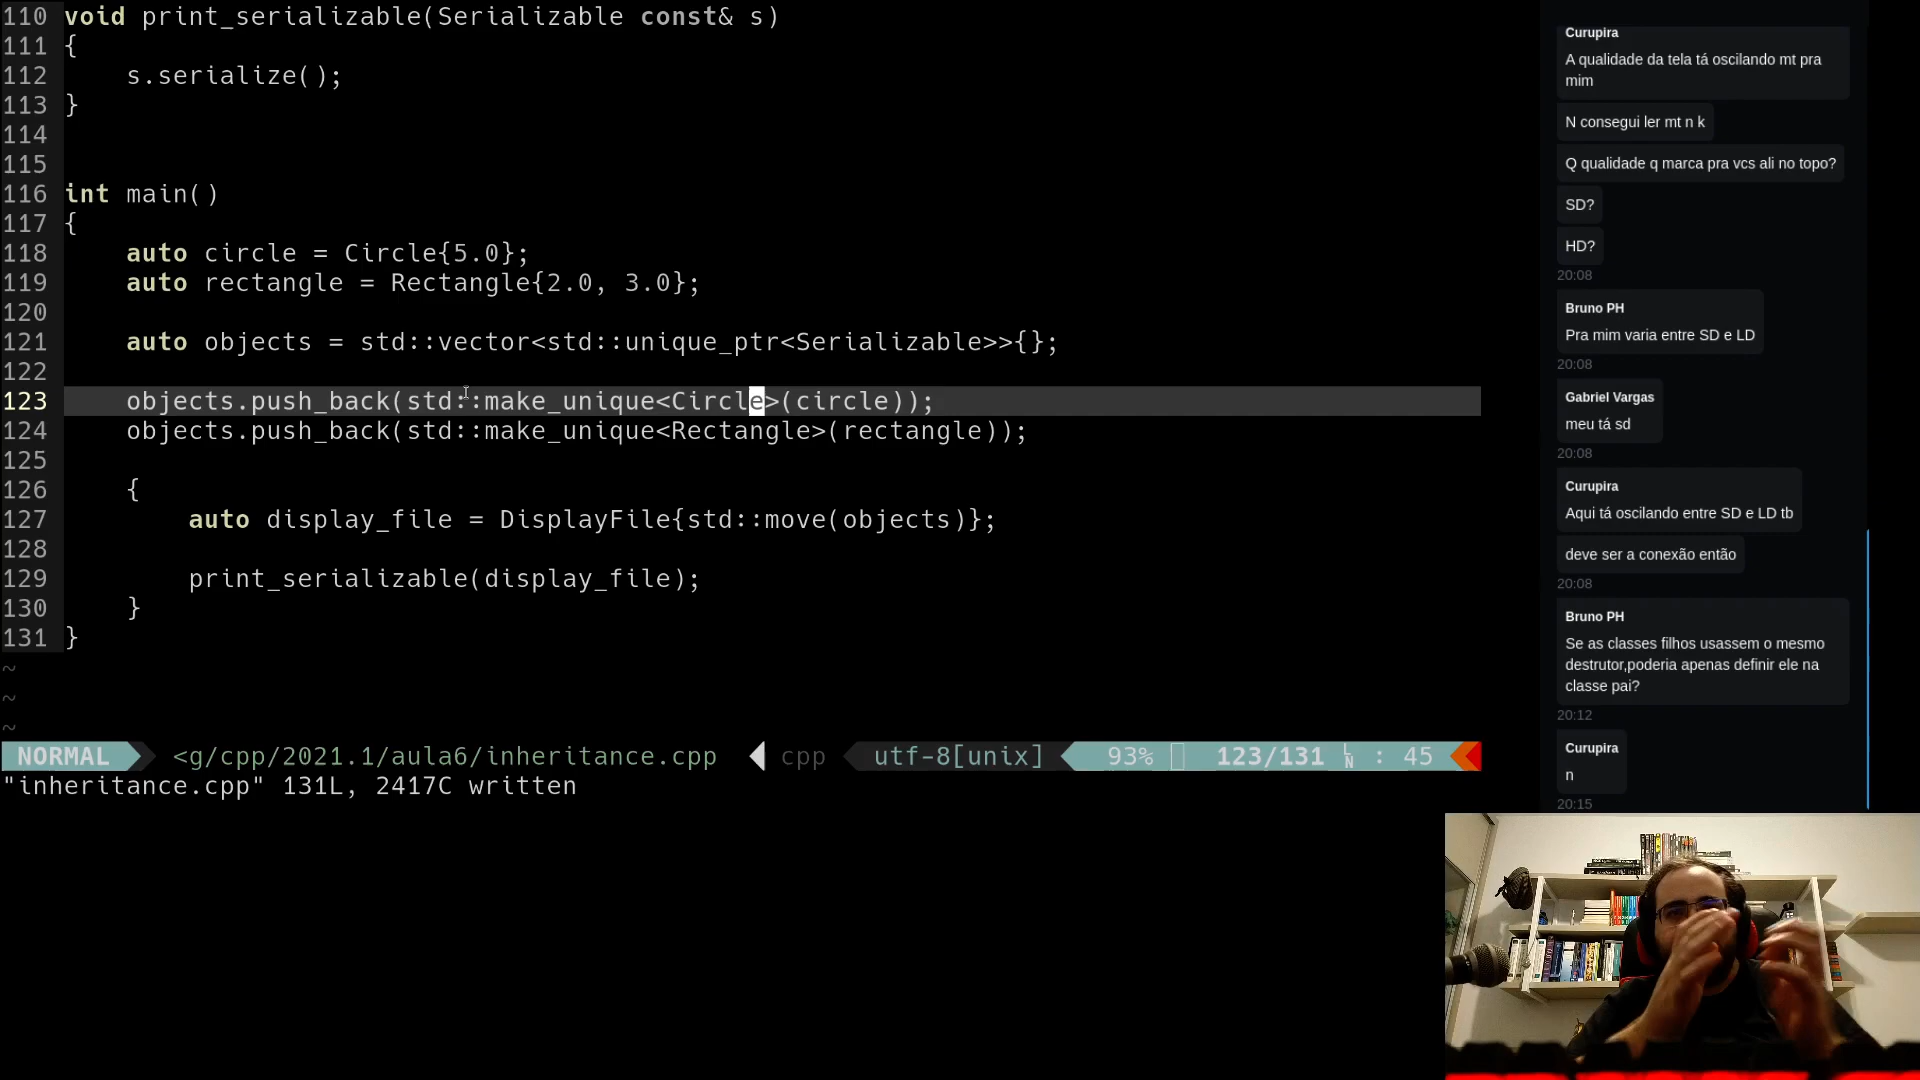 110 void print_serializable(Serializable const& s)
111 {
112     s.serialize();
113 }
114
115
116 int main()
117 {
118     auto circle = Circle{5.0};
119     auto rectangle = Rectangle{2.0, 3.0};
120
121     auto objects = std::vector<std::unique_ptr<Serializable>>{};
122
123     objects.push_back(std::make_unique<Circle>(circle));
124     objects.push_back(std::make_unique<Rectangle>(rectangle));
125
126     {
127         auto display_file = DisplayFile{std::move(objects)};
128
129         print_serializable(display_file);
130     }
131 }
~
~
~
NORMAL <g/cpp/2021.1/aula6/inheritance.cpp cpp utf-8[unix] 93% 123/131 LN : 45
"inheritance.cpp" 131L, 2417C written
Curupira
A qualidade da tela tá oscilando mt pra
mim
N consegui ler mt n k
Q qualidade q marca pra vcs ali no topo?
SD?
HD?
20:08
Bruno PH
Pra mim varia entre SD e LD
20:08
Gabriel Vargas
meu tá sd
20:08
Curupira
Aqui tá oscilando entre SD e LD tb
deve ser a conexão então
20:08
Bruno PH
Se as classes filhos usassem o mesmo
destrutor,poderia apenas definir ele na
classe pai?
20:12
Curupira
n
20:15